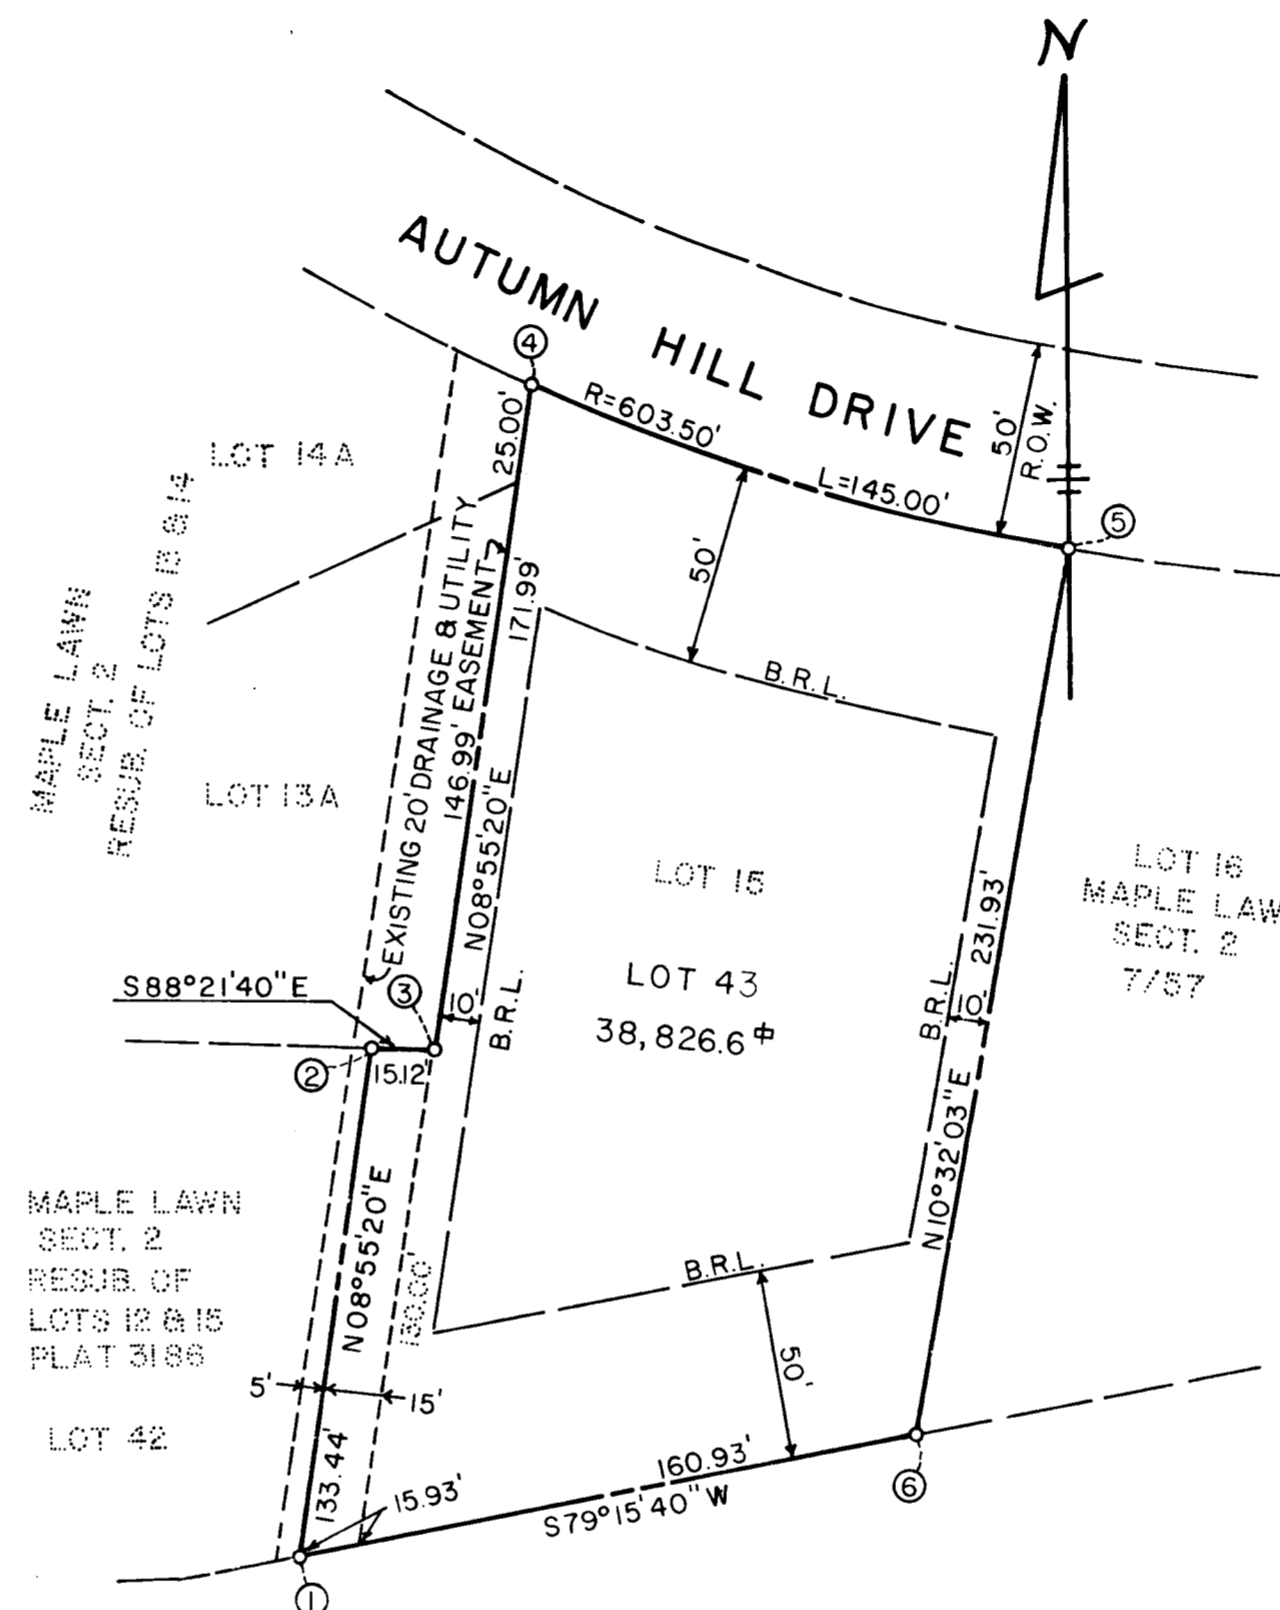 N
AUTUMN HILL DRIVE
4
R=603.50'
L=145.00'
50'
R.O.W.
5
25.00'
LOT 14A
MAPLE LAWN
SECT. 2
RESUB. OF LOTS 13 & 14
EXISTING 20' DRAINAGE & UTILITY
EASEMENT
146.99'
171.99'
N08°55'20"E
50'
B.R.L.
LOT 13A
LOT 15
LOT 43
38,826.6
LOT 16
MAPLE LAW
SECT. 2
7/57
231.93'
B.R.L.
10'
N10°32'03"E
S88°21'40"E
3
10'
B.R.L.
2
15.12'
MAPLE LAWN
SECT. 2
RESUB. OF
LOTS 12 & 15
PLAT 3186
LOT 42
N08°55'20"E
133.44'
B.R.L.
50'
5'
15'
15.93'
160.93'
S79°15'40"W
6
1